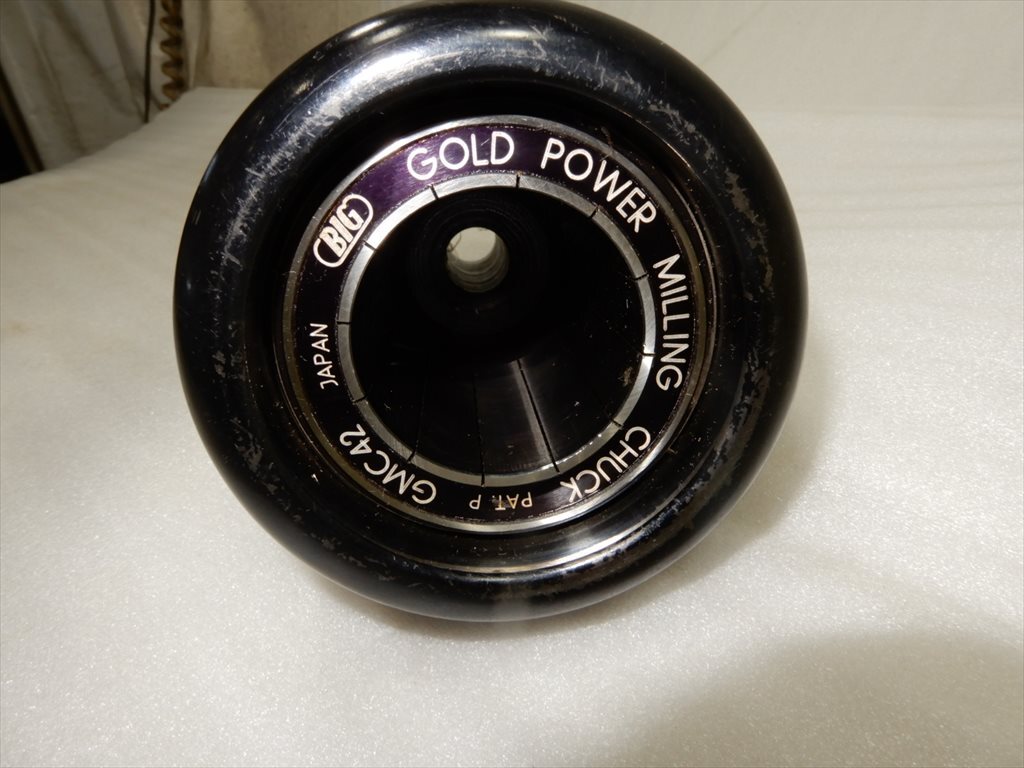 BIG
GOLD POWER MILLING CHUCK
PAT. P
GMC42
JAPAN